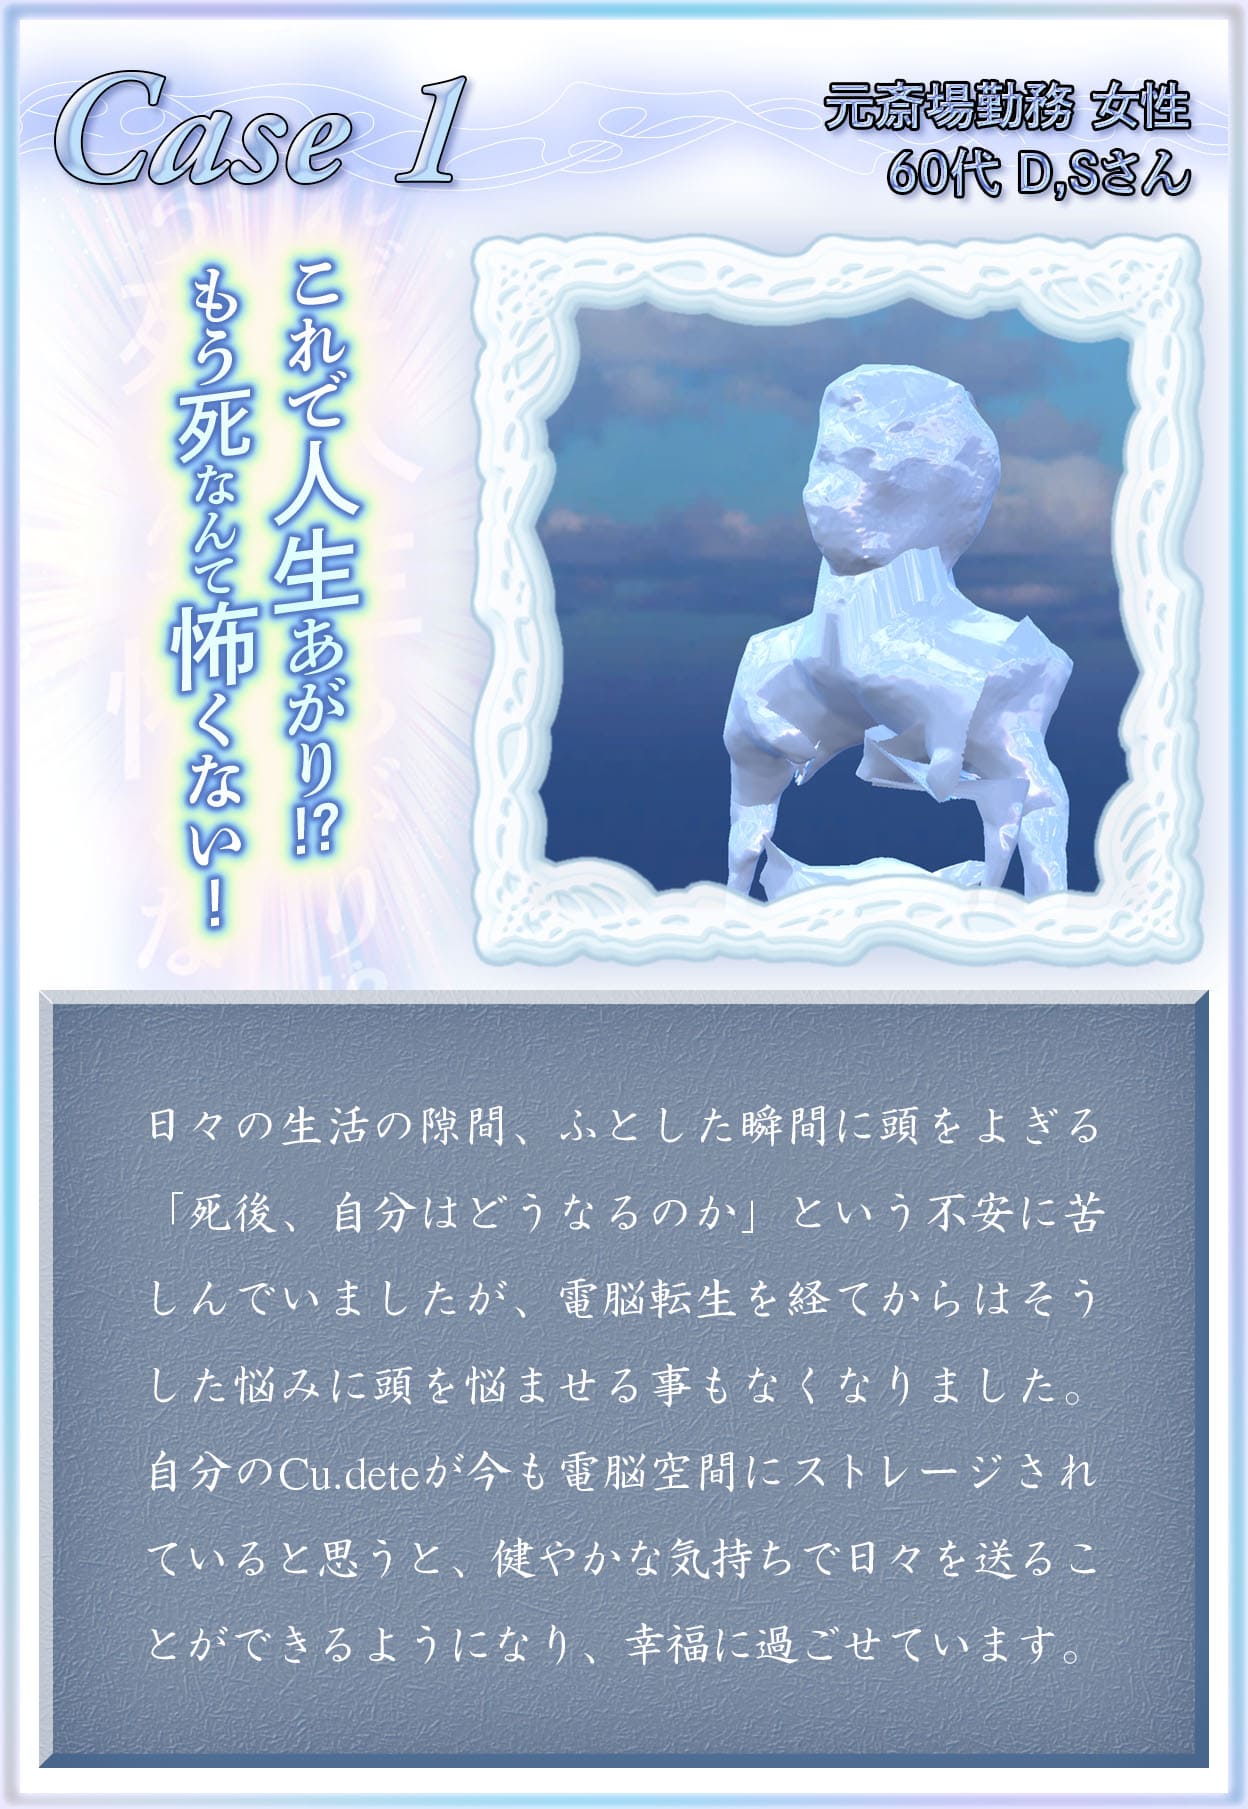 Case 1
元斎場勤務 女性
60代 D,Sさん
これで人生あがり!?
もう死なんて怖くない!
日々の生活の隙間、ふとした瞬間に頭をよぎる
「死後、自分はどうなるのか」という不安に苦
しんでいましたが、電脳転生を経てからはそう
した悩みに頭を悩ませる事もなくなりました。
自分のCu.deteが今も電脳空間にストレージされ
ていると思うと、健やかな気持ちで日々を送るこ
とができるようになり、幸福に過ごせています。